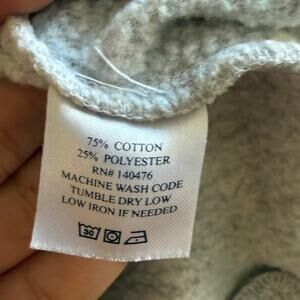 75% COTTON
25% POLYESTER
RN# 140476
MACHINE WASH CODE
TUMBLE DRY LOW
LOW IRON IF NEEDED
30